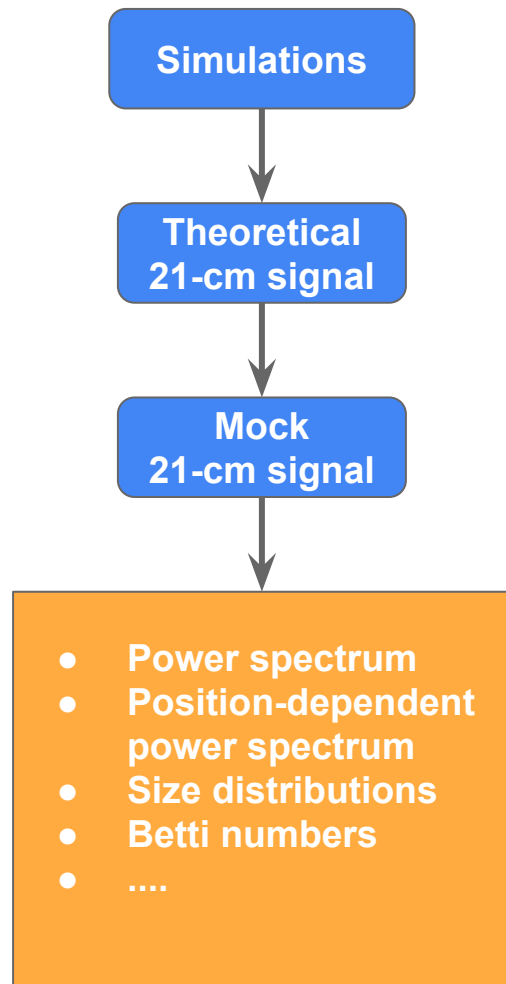 Simulations
Theoretical
21-cm signal
Mock
21-cm signal
● Power spectrum
● Position-dependent
power spectrum
● Size distributions
● Betti numbers
● ....